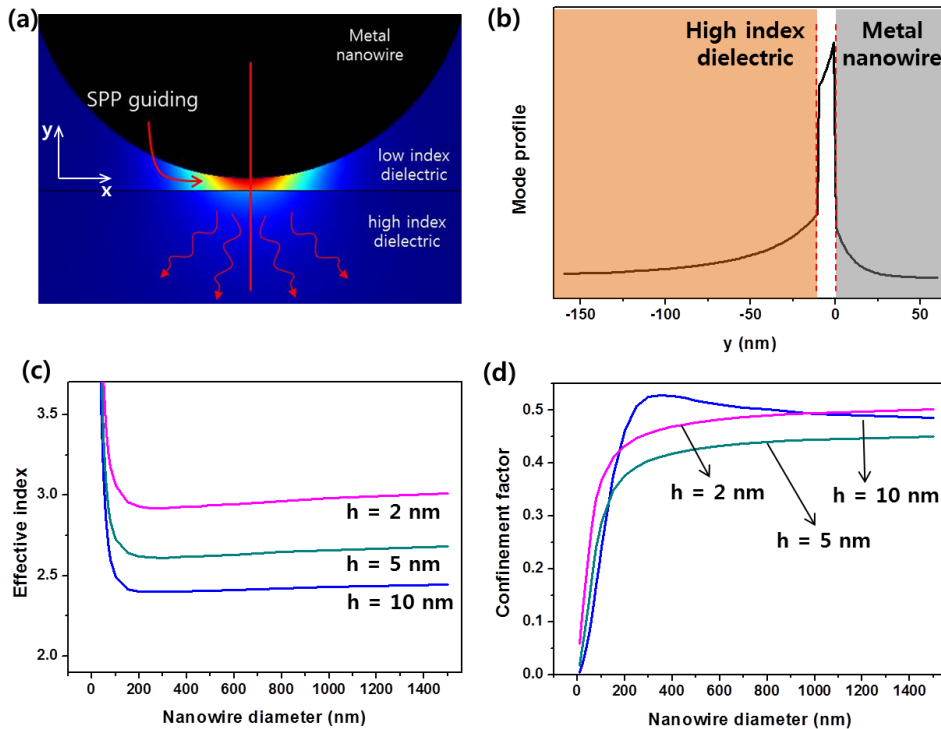 (a)
Metal
nanowire
SPP guiding
y
x
low index
dielectric
high index
dielectric
(b)
High index
dielectric
Metal
nanowire
Mode profile
-150
-100
-50
0
50
y (nm)
(c)
Effective index
3.5
3.0
2.5
2.0
h = 2 nm
h = 5 nm
h = 10 nm
0
200
400
600
800
1000
1200
1400
Nanowire diameter (nm)
(d)
Confinement factor
0.5
0.4
0.3
0.2
0.1
0.0
h = 2 nm
h = 10 nm
h = 5 nm
0
200
400
600
800
1000
1200
1400
Nanowire diameter (nm)